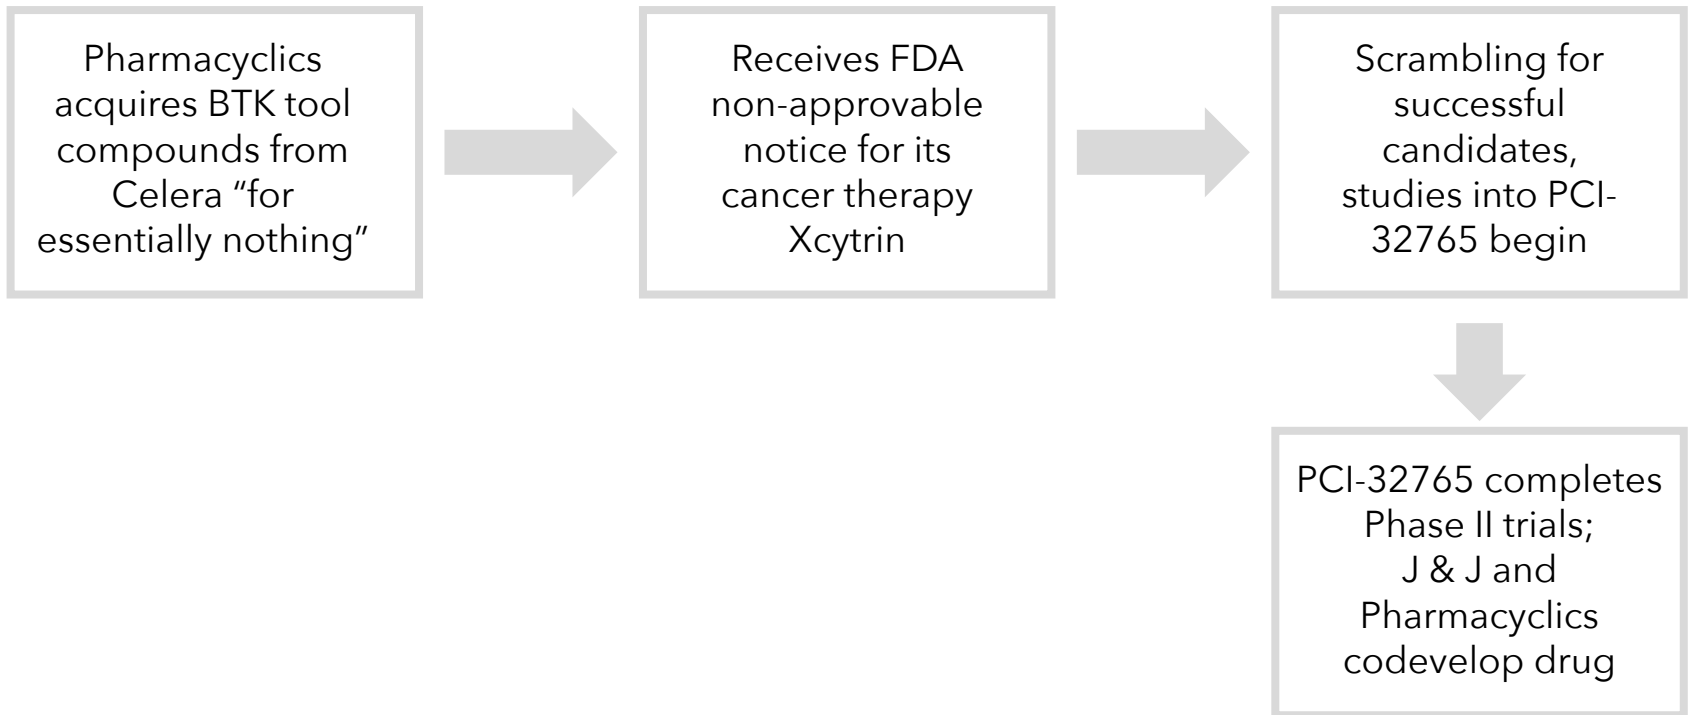 Pharmacyclics
acquires BTK tool
compounds from
Celera “for
essentially nothing”
Receives FDA
non-approvable
notice for its
cancer therapy
Xcytrin
Scrambling for
successful
candidates,
studies into PCI-
32765 begin
PCI-32765 completes
Phase II trials;
J & J and
Pharmacyclics
codevelop drug